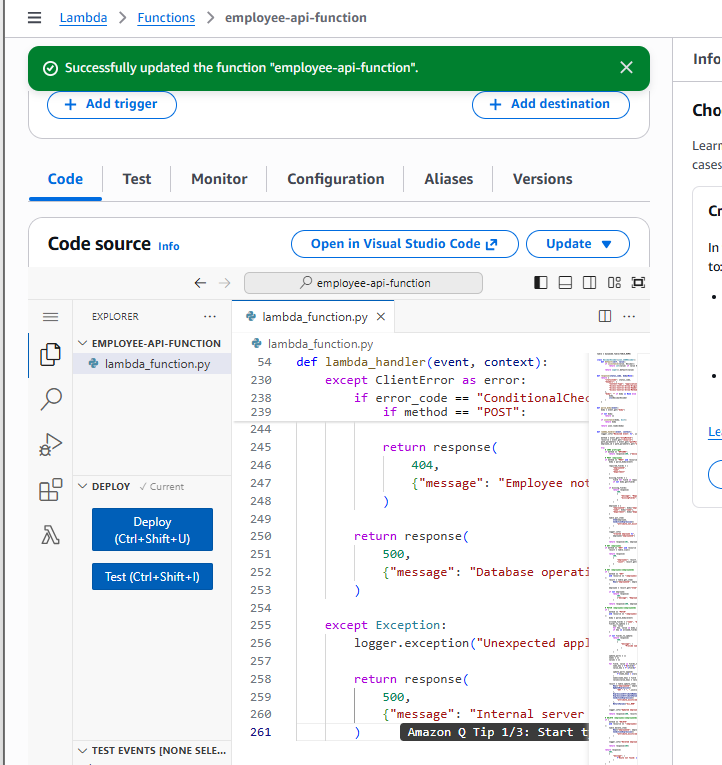 Lambda > Functions > employee-api-function
Successfully updated the function "employee-api-function".
Info
+ Add trigger
+ Add destination
Cho
Learn
cases
Code Test Monitor Configuration Aliases Versions
Cr
In
to:
Code source Info
Open in Visual Studio Code
Update ▼
employee-api-function
EXPLORER
lambda_function.py
EMPLOYEE-API-FUNCTION
lambda_function.py
lambda_function.py
54 def lambda_handler(event, context):
230 except ClientError as error:
238 if error_code == "ConditionalChec
239 if method == "POST":
244
245 return response(
246 404,
247 {"message": "Employee not
248 )
249
250 return response(
251 500,
252 {"message": "Database operati
253 )
254
255 except Exception:
256 logger.exception("Unexpected appl
257
258 return response(
259 500,
260 {"message": "Internal server
261 )
Amazon Q Tip 1/3: Start t
DEPLOY ✓ Current
Deploy
(Ctrl+Shift+U)
Test (Ctrl+Shift+I)
TEST EVENTS [NONE SELE...
Le